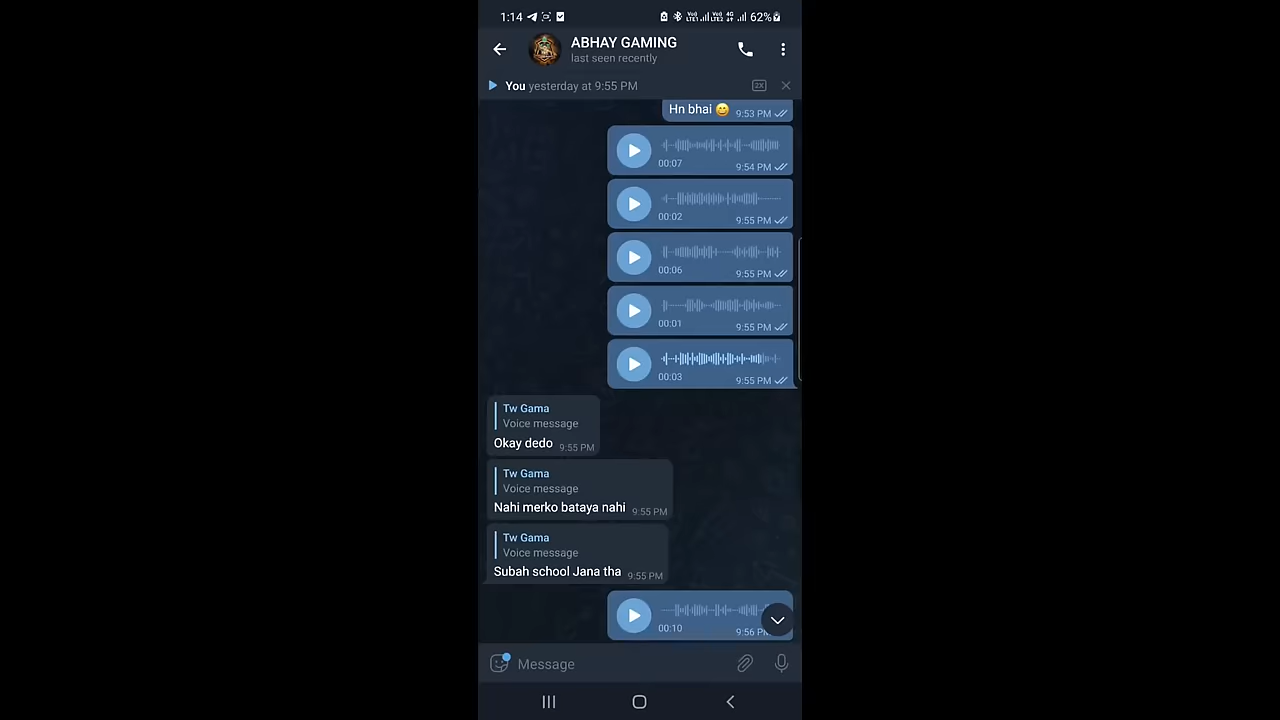 1:14
62%
ABHAY GAMING
last seen recently
You yesterday at 9:55 PM
2X
Hn bhai 😊 9:53 PM
00:07 9:54 PM
00:02 9:55 PM
00:06 9:55 PM
00:01 9:55 PM
00:03 9:55 PM
Tw Gama
Voice message
Okay dedo 9:55 PM
Tw Gama
Voice message
Nahi merko bataya nahi 9:55 PM
Tw Gama
Voice message
Subah school Jana tha 9:55 PM
00:10 9:56 PM
Message